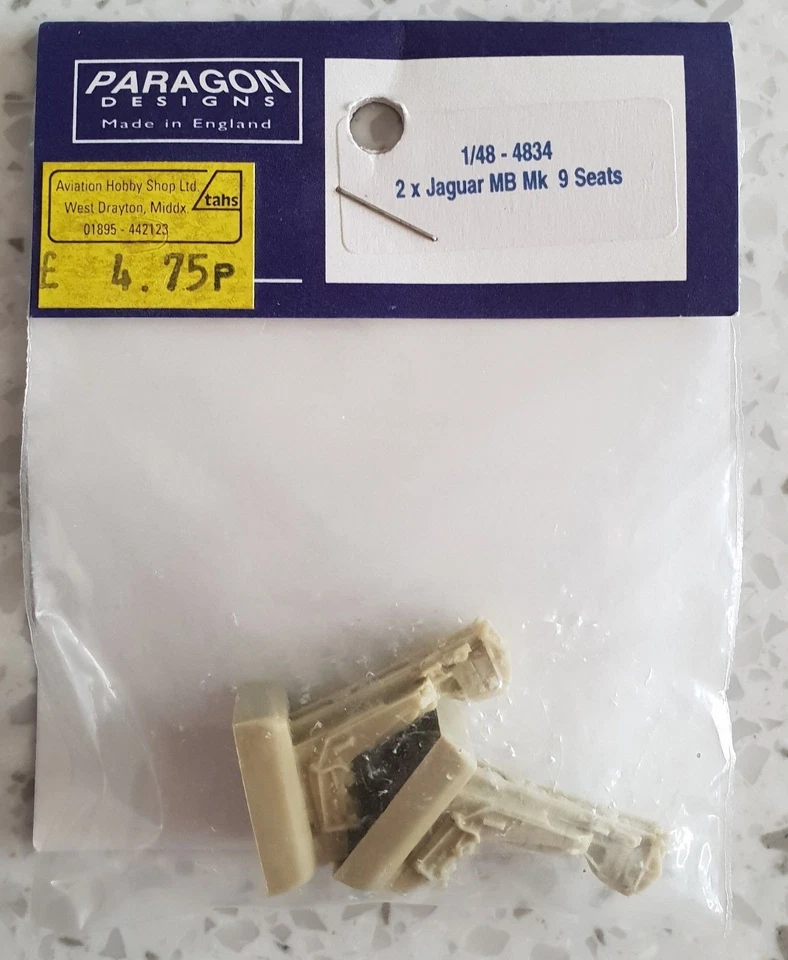 PARAGON
DESIGNS
Made in England
1/48 - 4834
2 x Jaguar MB Mk 9 Seats
Aviation Hobby Shop Ltd.
West Drayton, Middx.
tahs
01895 - 442123
£ 4.75P